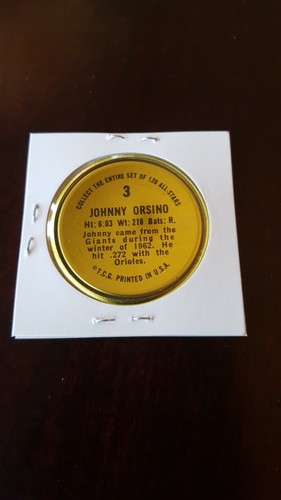 COLLECT THE ENTIRE SET OF 120 ALL-STARS
3
JOHNNY ORSINO
Ht: 6:03 Wt: 210 Bats: R.
Johnny came from the
Giants during the
winter of 1962. He
hit .272 with the
Orioles.
©T.C.G. PRINTED IN U.S.A.